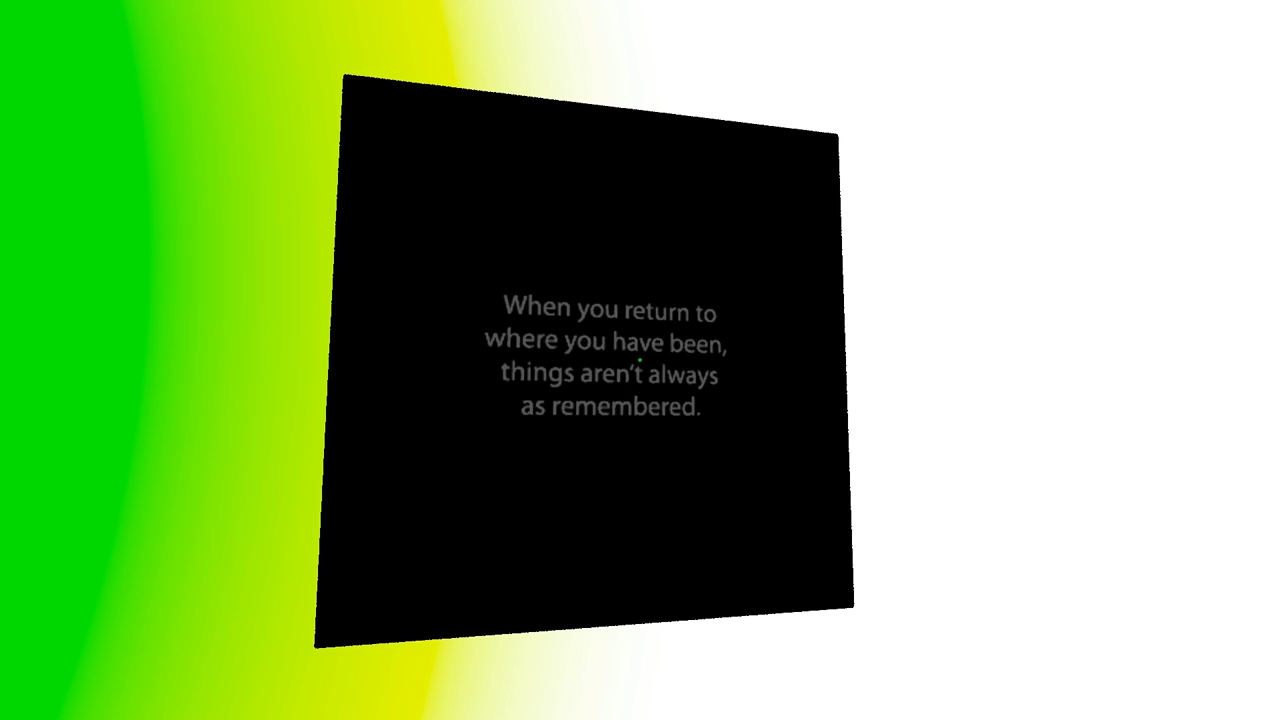 When you return to
where you have been,
things aren't always
as remembered.